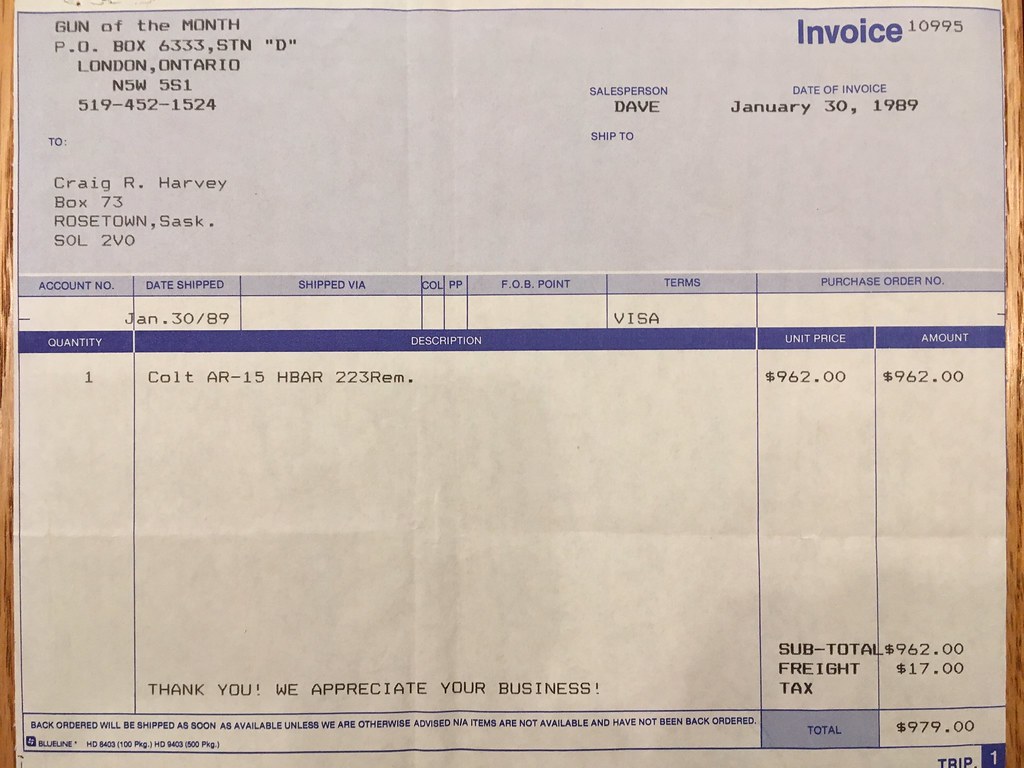 GUN of the MONTH
P.O. BOX 6333,STN "D"
LONDON,ONTARIO
N5W 5S1
519-452-1524
Invoice 10995
SALESPERSON
DAVE
DATE OF INVOICE
January 30, 1989
SHIP TO
TO:
Craig R. Harvey
Box 73
ROSETOWN,Sask.
SOL 2VO
ACCOUNT NO. DATE SHIPPED SHIPPED VIA COL PP F.O.B. POINT TERMS PURCHASE ORDER NO.
Jan.30/89 VISA
QUANTITY DESCRIPTION UNIT PRICE AMOUNT
1 Colt AR-15 HBAR 223Rem. $962.00 $962.00
SUB-TOTAL $962.00
FREIGHT $17.00
THANK YOU! WE APPRECIATE YOUR BUSINESS! TAX
BACK ORDERED WILL BE SHIPPED AS SOON AS AVAILABLE UNLESS WE ARE OTHERWISE ADVISED N/A ITEMS ARE NOT AVAILABLE AND HAVE NOT BEEN BACK ORDERED.
TOTAL $979.00
BLUELINE* HD 8403 (100 Pkg.) HD 9403 (500 Pkg.)
TRIP. 1